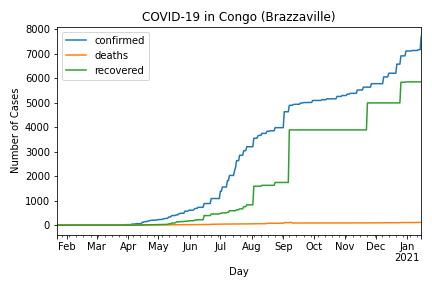 COVID-19 in Congo (Brazzaville)
confirmed
deaths
recovered
Number of Cases
8000
7000
6000
5000
4000
3000
2000
1000
0
Feb Mar Apr May Jun Jul Aug Sep Oct Nov Dec Jan
2021
Day